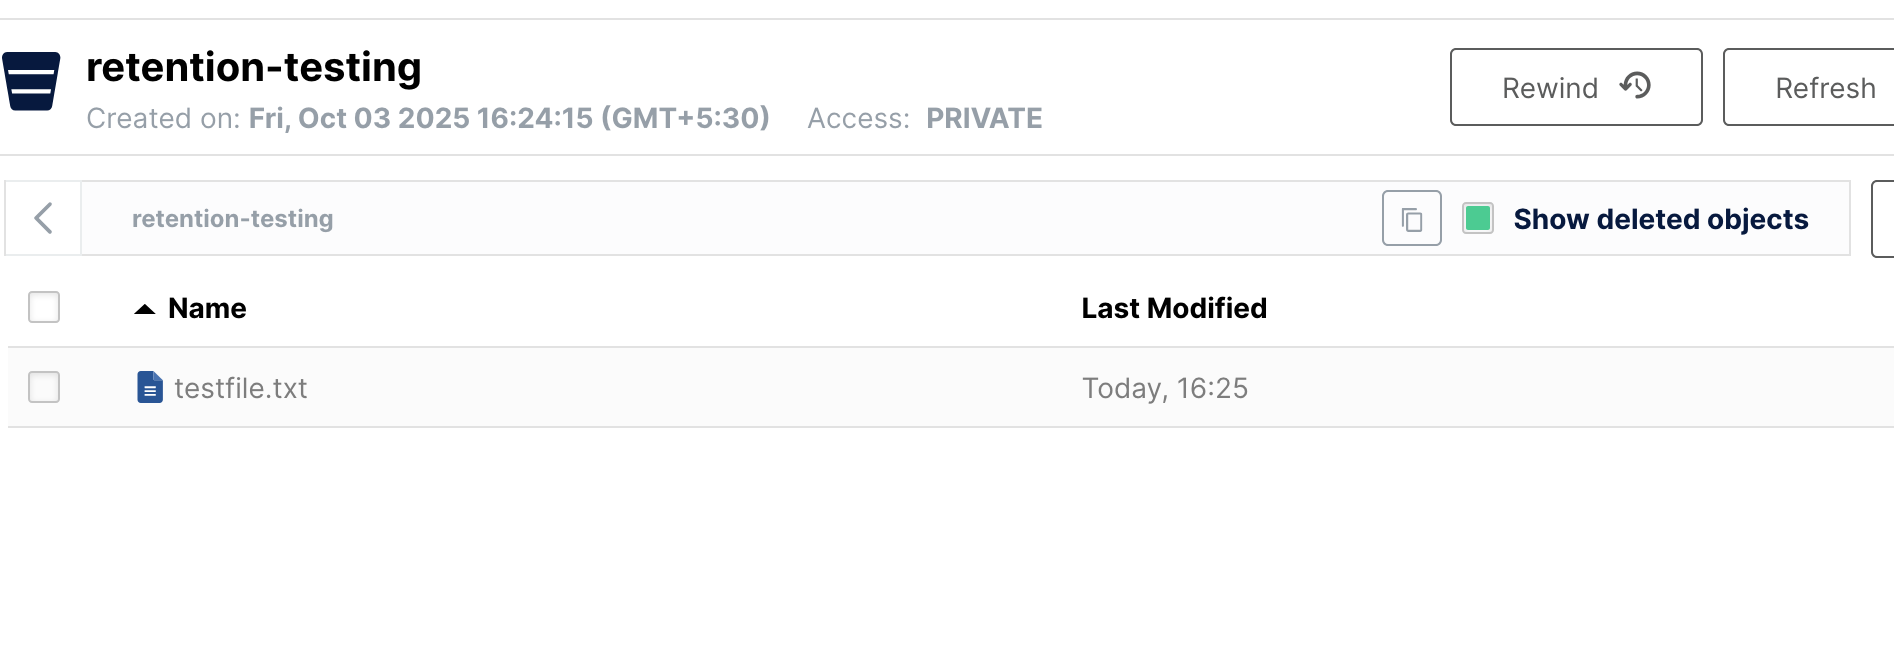 retention-testing
Created on: Fri, Oct 03 2025 16:24:15 (GMT+5:30) Access: PRIVATE
Rewind
Refresh
retention-testing
Show deleted objects
Name
Last Modified
testfile.txt
Today, 16:25